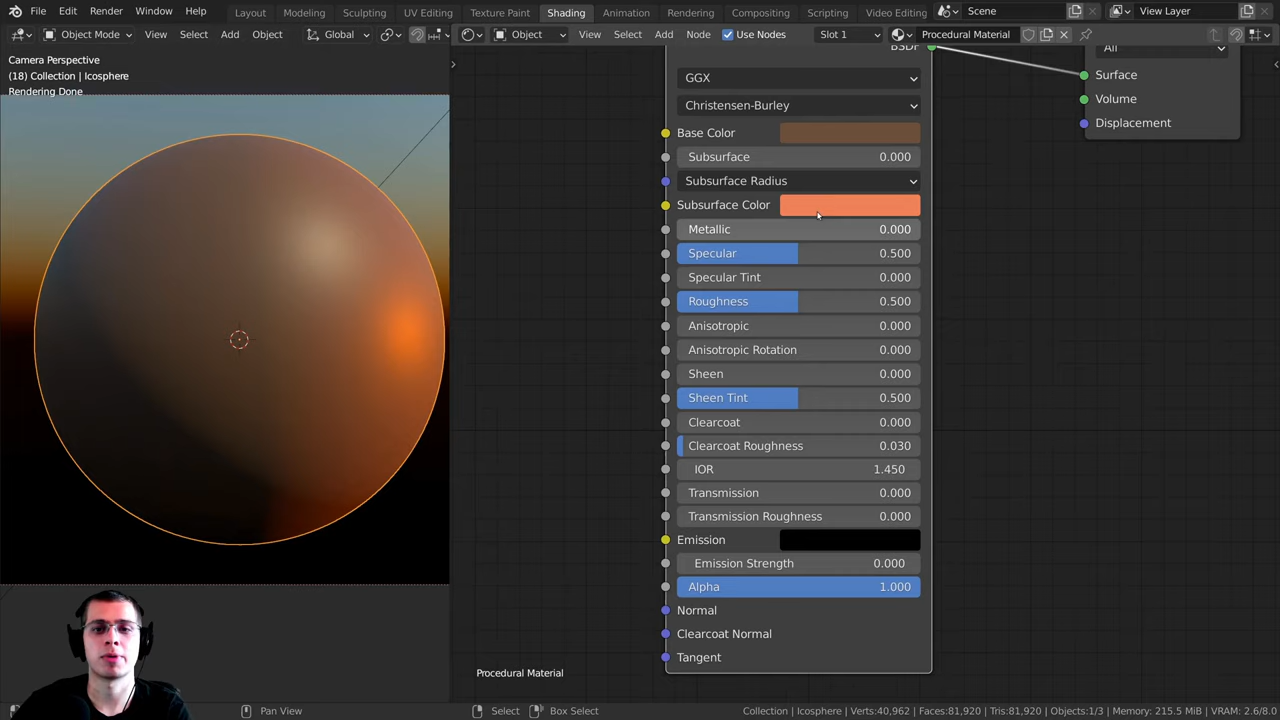 File Edit Render Window Help Layout Modeling Sculpting UV Editing Texture Paint Shading Animation Rendering Compositing Scripting Video Editing Scene View Layer
Object Mode View Select Add Object Global Object View Select Add Node Use Nodes Slot 1 Procedural Material
Camera Perspective
(18) Collection | Icosphere
Rendering Done
BSDF
GGX
Christensen-Burley
Base Color
Subsurface 0.000
Subsurface Radius
Subsurface Color
Metallic 0.000
Specular 0.500
Specular Tint 0.000
Roughness 0.500
Anisotropic 0.000
Anisotropic Rotation 0.000
Sheen 0.000
Sheen Tint 0.500
Clearcoat 0.000
Clearcoat Roughness 0.030
IOR 1.450
Transmission 0.000
Transmission Roughness 0.000
Emission
Emission Strength 0.000
Alpha 1.000
Normal
Clearcoat Normal
Tangent
All
Surface
Volume
Displacement
Procedural Material
Select Pan View Select Box Select Collection | Icosphere | Verts:40,962 | Faces:81,920 | Tris:81,920 | Objects:1/3 | Memory: 215.5 MiB | VRAM: 2.6/8.0